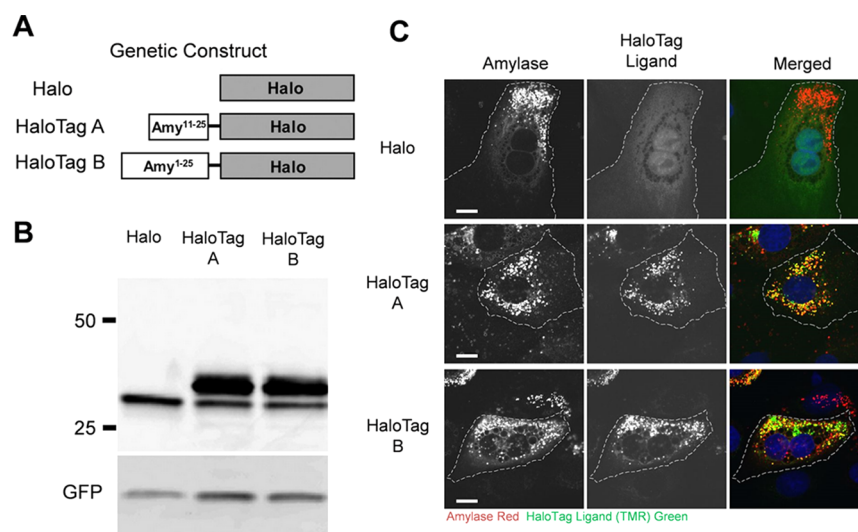 A
Genetic Construct
Halo Halo
HaloTag A Amy11-25 Halo
HaloTag B Amy1-25 Halo
B
Halo HaloTag A HaloTag B
50
25
GFP
C
Amylase HaloTag Ligand Merged
Halo
HaloTag A
HaloTag B
Amylase Red HaloTag Ligand (TMR) Green